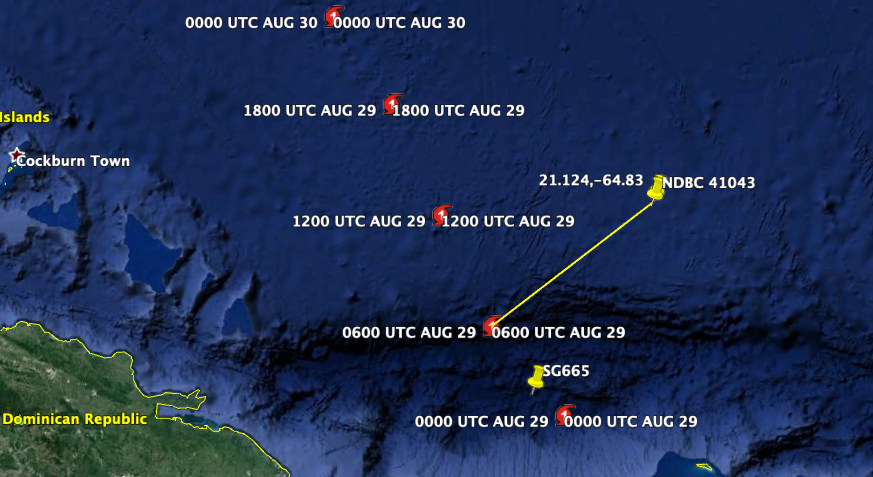 0000 UTC AUG 30 0000 UTC AUG 30
1800 UTC AUG 29 1800 UTC AUG 29
Islands
Cockburn Town
21.124,-64.83 NDBC 41043
1200 UTC AUG 29 1200 UTC AUG 29
0600 UTC AUG 29 0600 UTC AUG 29
SG665
Dominican Republic
0000 UTC AUG 29 0000 UTC AUG 29